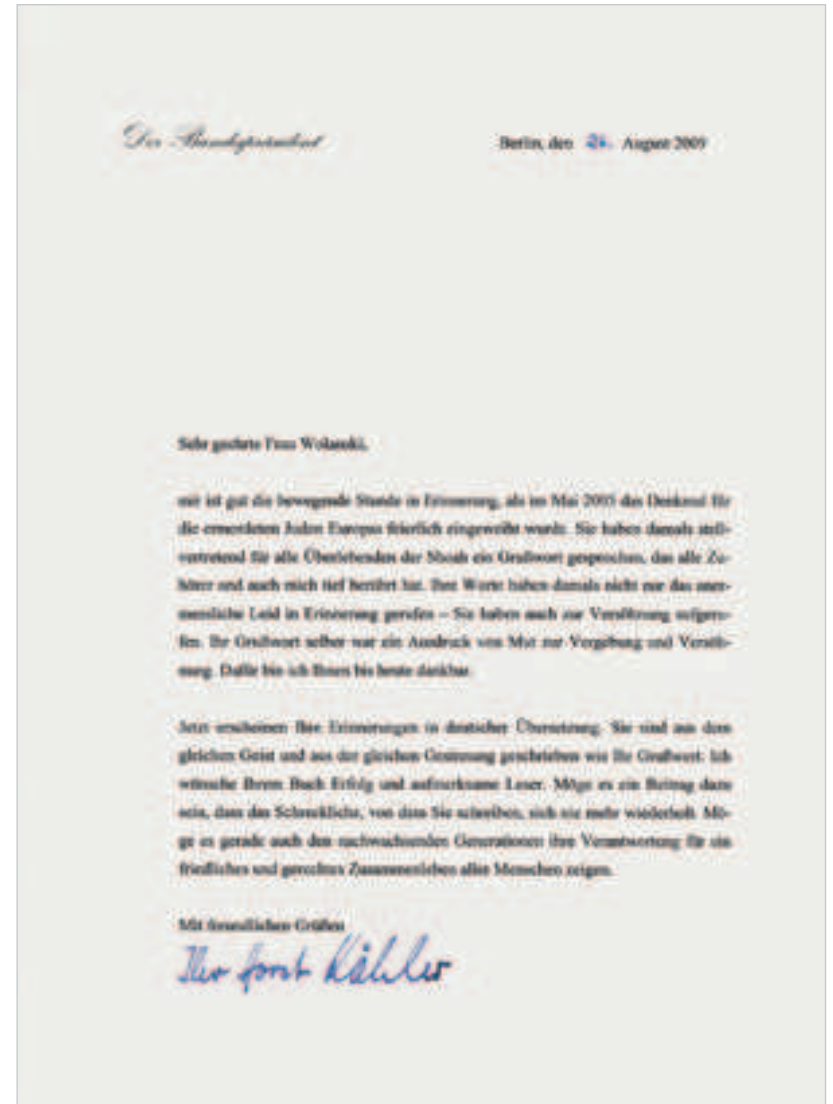 Der Bundespräsident
Berlin, den 26. August 2009
Sehr geehrte Frau Wolanski,
mir ist gut die bewegende Stunde in Erinnerung, als im Mai 2005 das Denkmal für
die ermordeten Juden Europas feierlich eingeweiht wurde. Sie haben damals stell-
vertretend für alle Überlebenden der Shoah ein Grußwort gesprochen, das alle Zu-
hörer und auch mich tief berührt hat. Ihre Worte haben damals nicht nur das uner-
messliche Leid in Erinnerung gerufen – Sie haben auch zur Versöhnung aufgeru-
fen. Ihr Grußwort selber war ein Ausdruck von Mut zur Vergebung und Versöh-
nung. Dafür bin ich Ihnen bis heute dankbar.
Jetzt erscheinen Ihre Erinnerungen in deutscher Übersetzung. Sie sind aus dem
gleichen Geist und aus der gleichen Gesinnung geschrieben wie Ihr Grußwort. Ich
wünsche Ihrem Buch Erfolg und aufmerksame Leser. Möge es ein Beitrag dazu
sein, dass das Schreckliche, von dem Sie schreiben, sich nie mehr wiederholt. Mö-
ge es gerade auch den nachwachsenden Generationen ihre Verantwortung für ein
friedliches und gerechtes Zusammenleben aller Menschen zeigen.
Mit freundlichen Grüßen
Ihr Horst Köhler